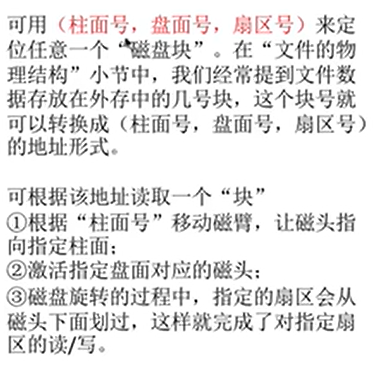 可用（柱面号，盘面号，扇区号）来定
位任意一个“磁盘块”。在“文件的物
理结构”小节中，我们经常提到文件数
据存放在外存中的几号块，这个块号就
可以转换成（柱面号，盘面号，扇区号）
的地址形式。
可根据该地址读取一个“块”
①根据“柱面号”移动磁臂，让磁头指
向指定柱面；
②激活指定盘面对应的磁头；
③磁盘旋转的过程中，指定的扇区会从
磁头下面划过，这样就完成了对指定扇
区的读/写。